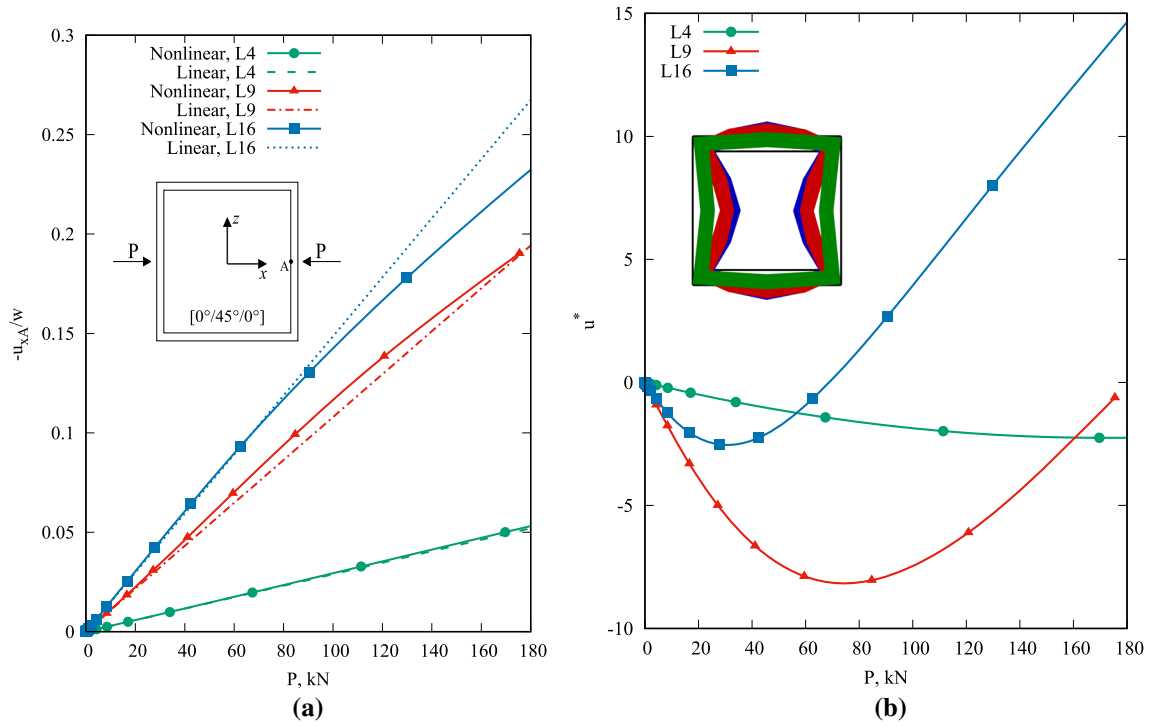 0.3
0.25
0.2
0.15
0.1
0.05
0
-u_xA/w
Nonlinear, L4
Linear, L4
Nonlinear, L9
Linear, L9
Nonlinear, L16
Linear, L16
z
P
P
x
A
[0°/45°/0°]
0 20 40 60 80 100 120 140 160 180
P, kN
(a)
15
10
5
0
-5
-10
u*
L4
L9
L16
0 20 40 60 80 100 120 140 160 180
P, kN
(b)